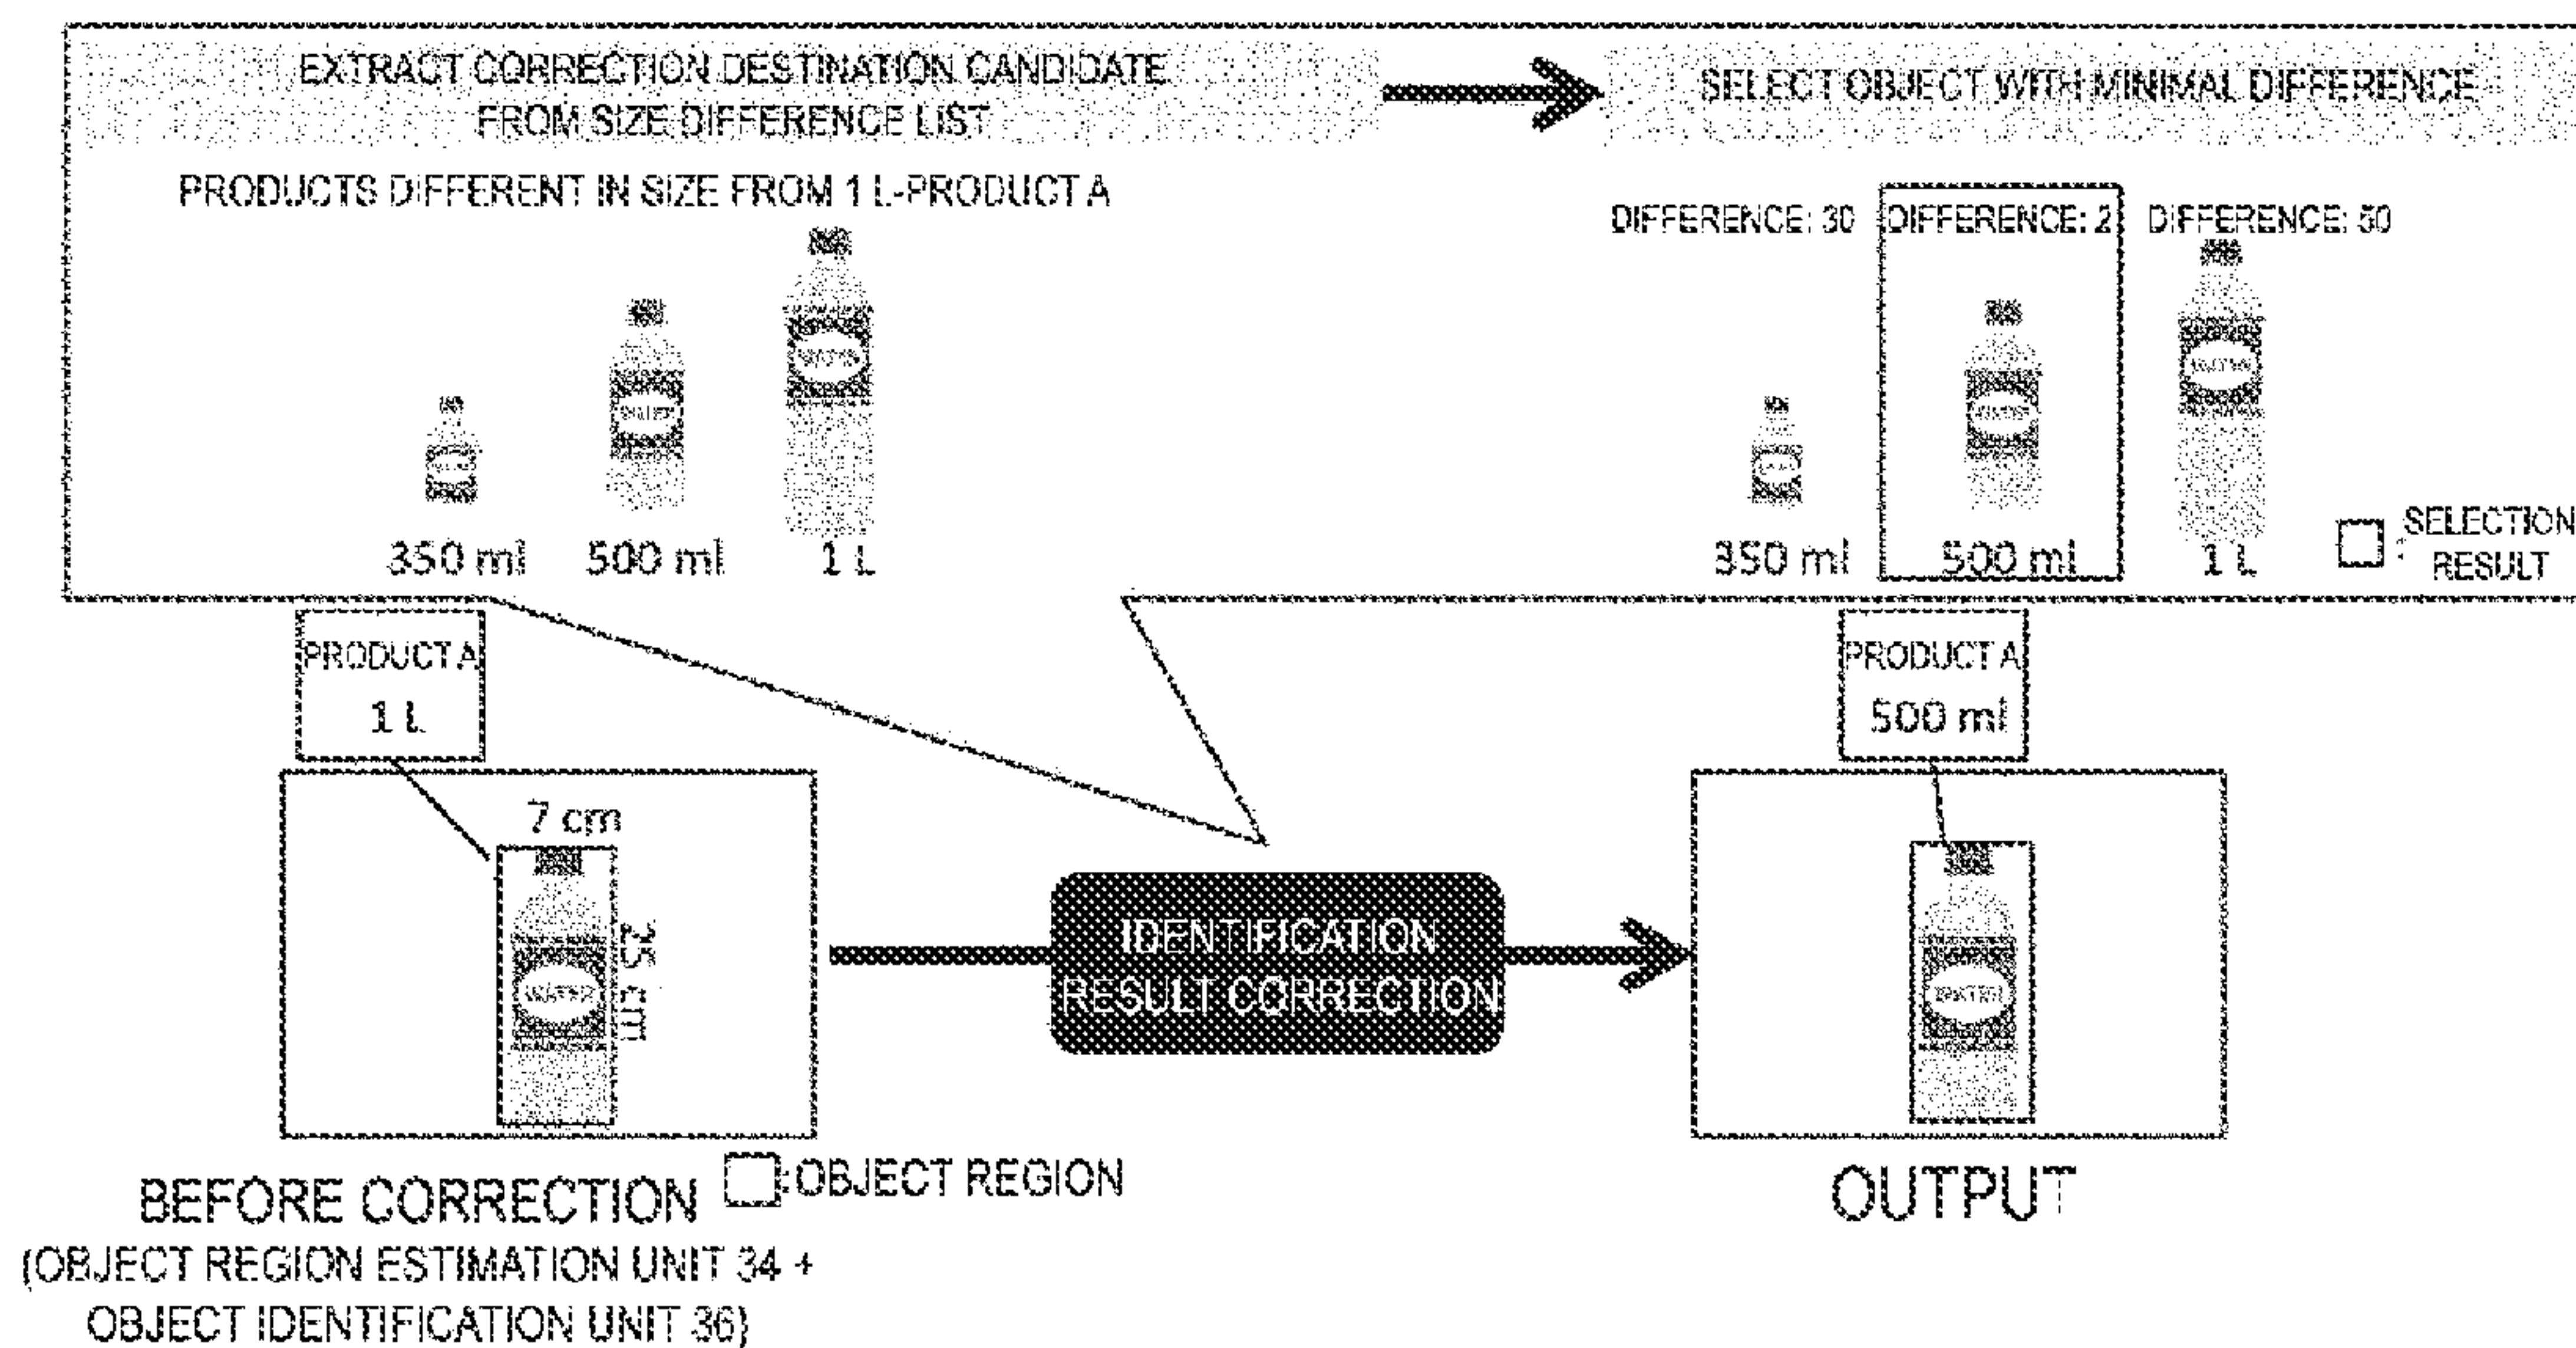 EXTRACT CORRECTION DESTINATION CANDIDATE
FROM SIZE DIFFERENCE LIST
SELECT OBJECT WITH MINIMAL DIFFERENCE
PRODUCTS DIFFERENT IN SIZE FROM 1 L-PRODUCT A
350 ml
500 ml
1 L
DIFFERENCE: 30
DIFFERENCE: 2
DIFFERENCE: 50
350 ml
500 ml
1 L
: SELECTION
RESULT
PRODUCT A
1 L
PRODUCT A
500 ml
7 cm
25 cm
WATER
IDENTIFICATION
RESULT CORRECTION
WATER
BEFORE CORRECTION
:OBJECT REGION
(OBJECT REGION ESTIMATION UNIT 34 +
OBJECT IDENTIFICATION UNIT 36)
OUTPUT